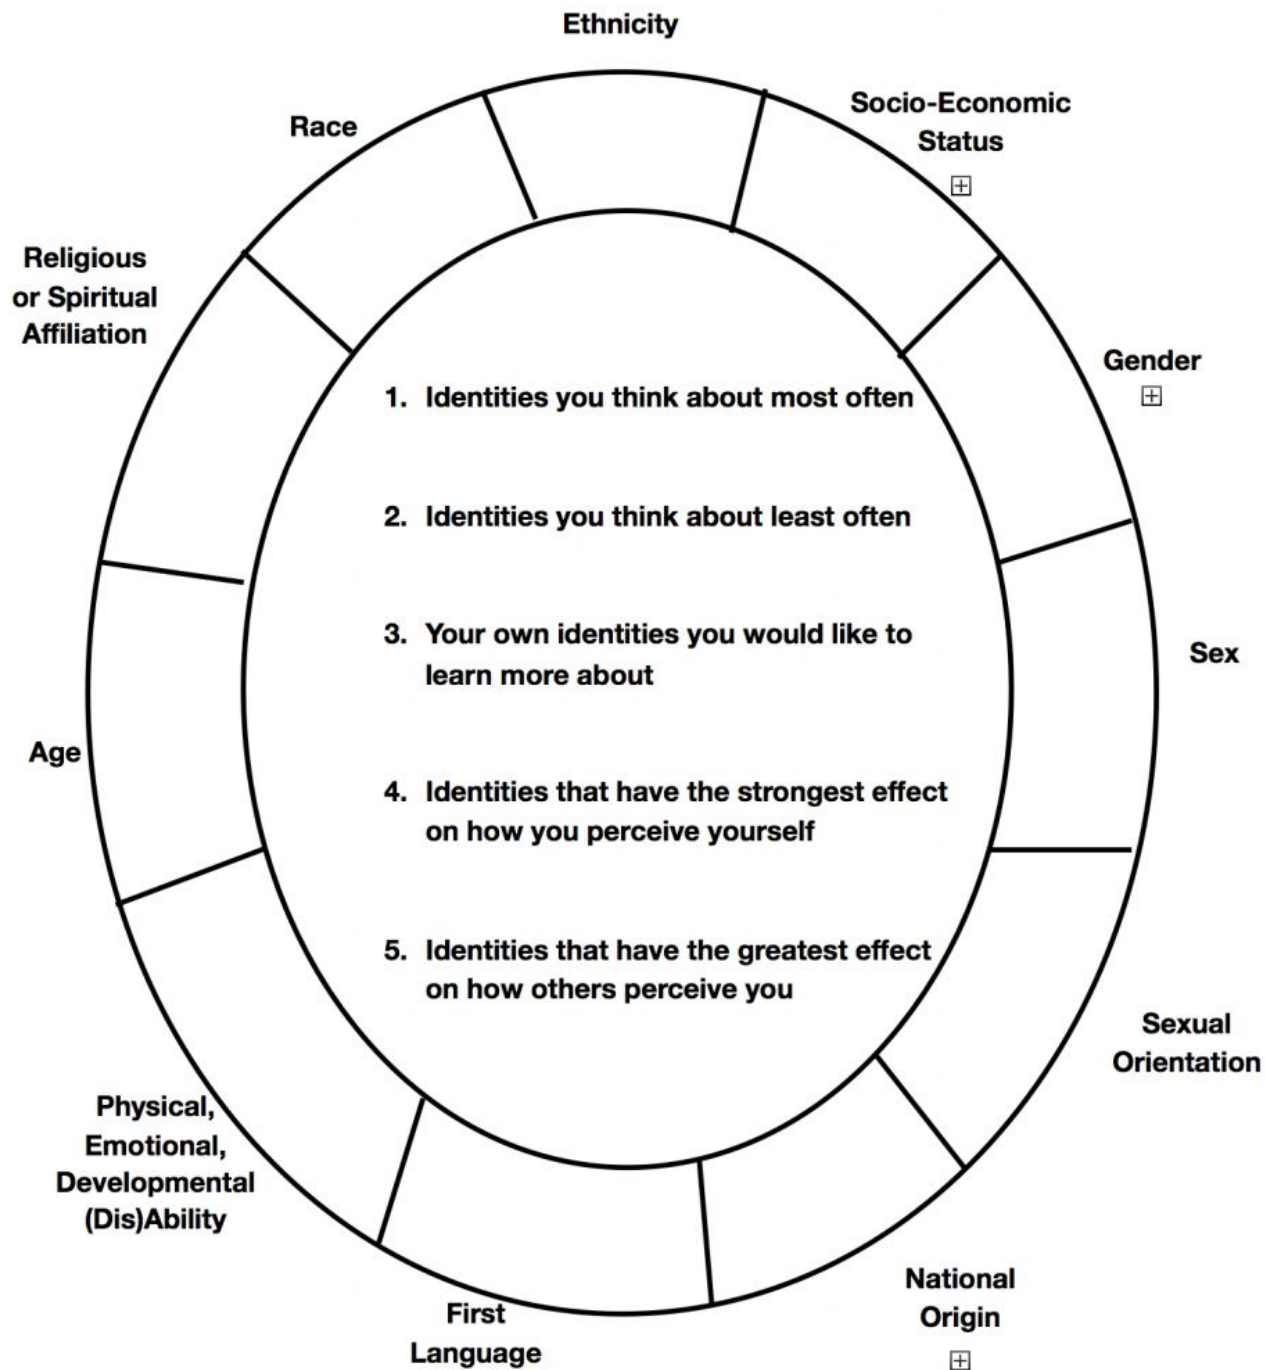 Ethnicity
Socio-Economic
Status
Race
Religious
or Spiritual
Affiliation
Gender
1. Identities you think about most often
2. Identities you think about least often
3. Your own identities you would like to
learn more about
Sex
Age
4. Identities that have the strongest effect
on how you perceive yourself
5. Identities that have the greatest effect
on how others perceive you
Sexual
Orientation
Physical,
Emotional,
Developmental
(Dis)Ability
National
Origin
First
Language